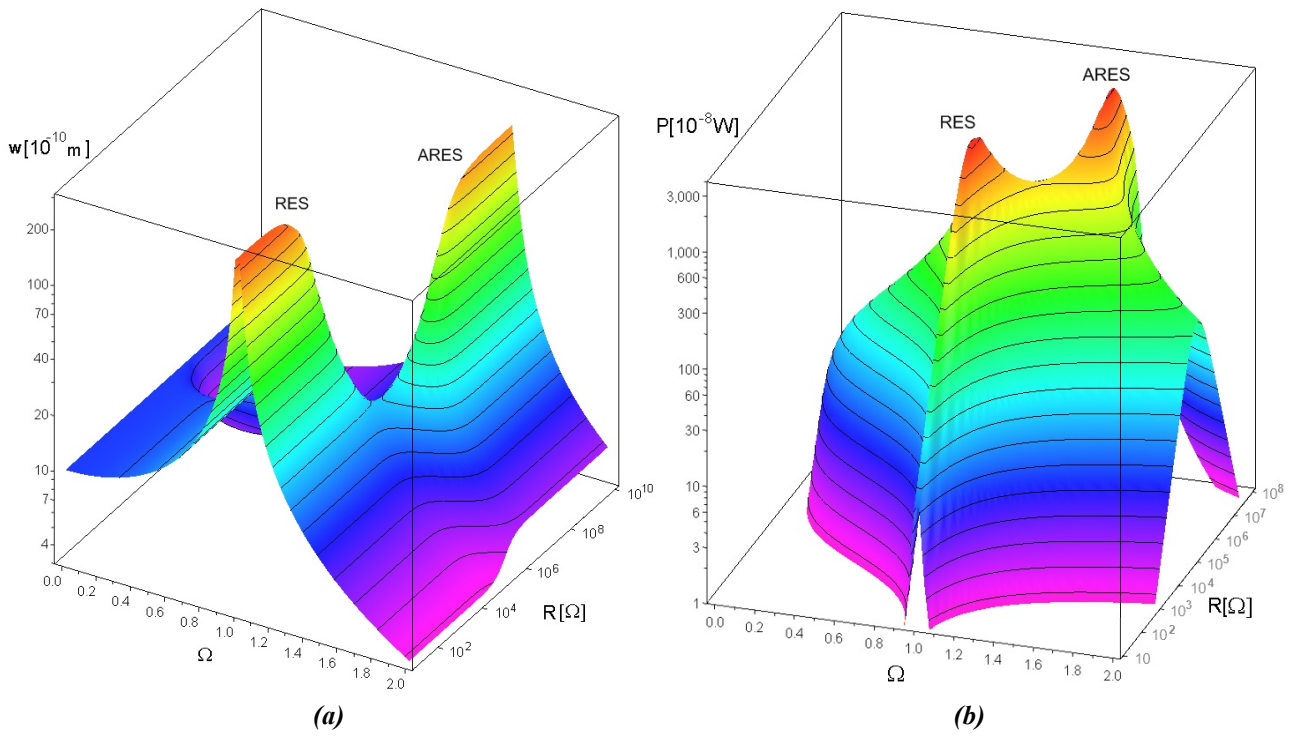 w[10⁻¹⁰m]
RES
ARES
200
100
70
40
20
10
7
4
0.0 0.2 0.4 0.6 0.8 1.0 1.2 1.4 1.6 1.8 2.0
Ω
10² 10⁴ 10⁶ 10⁸ 10¹⁰
R[Ω]
(a)
P[10⁻⁸W]
RES
ARES
3,000
1,000
600
300
100
60
30
10
6
3
1
0.0 0.2 0.4 0.6 0.8 1.0 1.2 1.4 1.6 1.8 2.0
Ω
10 10² 10³ 10⁴ 10⁵ 10⁶ 10⁷ 10⁸
R[Ω]
(b)